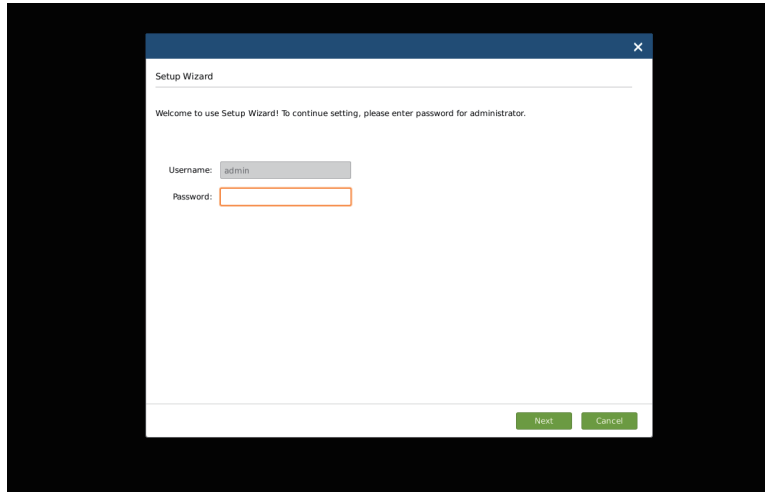 Setup Wizard
Welcome to use Setup Wizard! To continue setting, please enter password for administrator.
Username: admin
Password:
Next Cancel